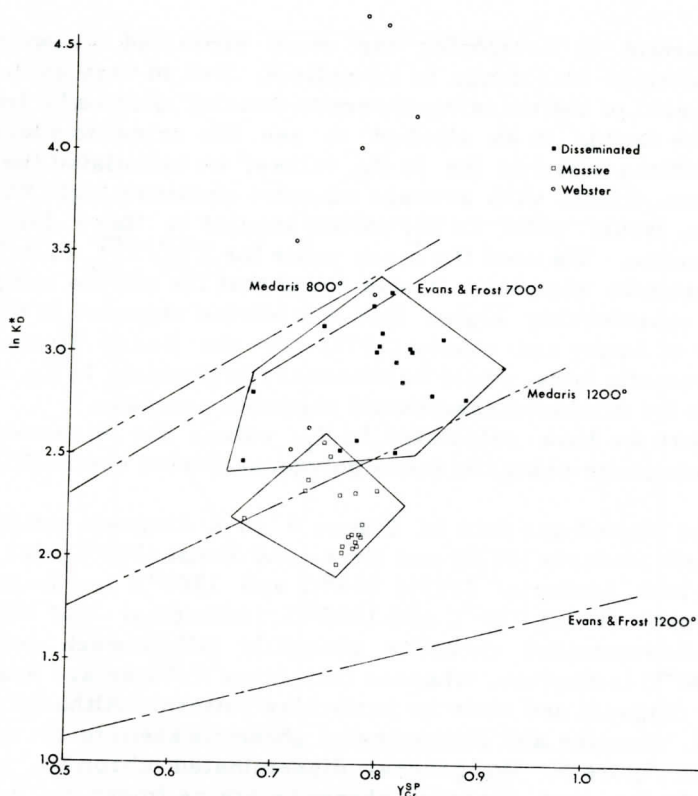 4.5
4.0
3.5
3.0
2.5
2.0
1.5
1.0
ln K*D
■ Disseminated
□ Massive
○ Webster
Medaris 800°
Evans & Frost 700°
Medaris 1200°
Evans & Frost 1200°
0.5
0.6
0.7
0.8
0.9
1.0
Y SP Cr